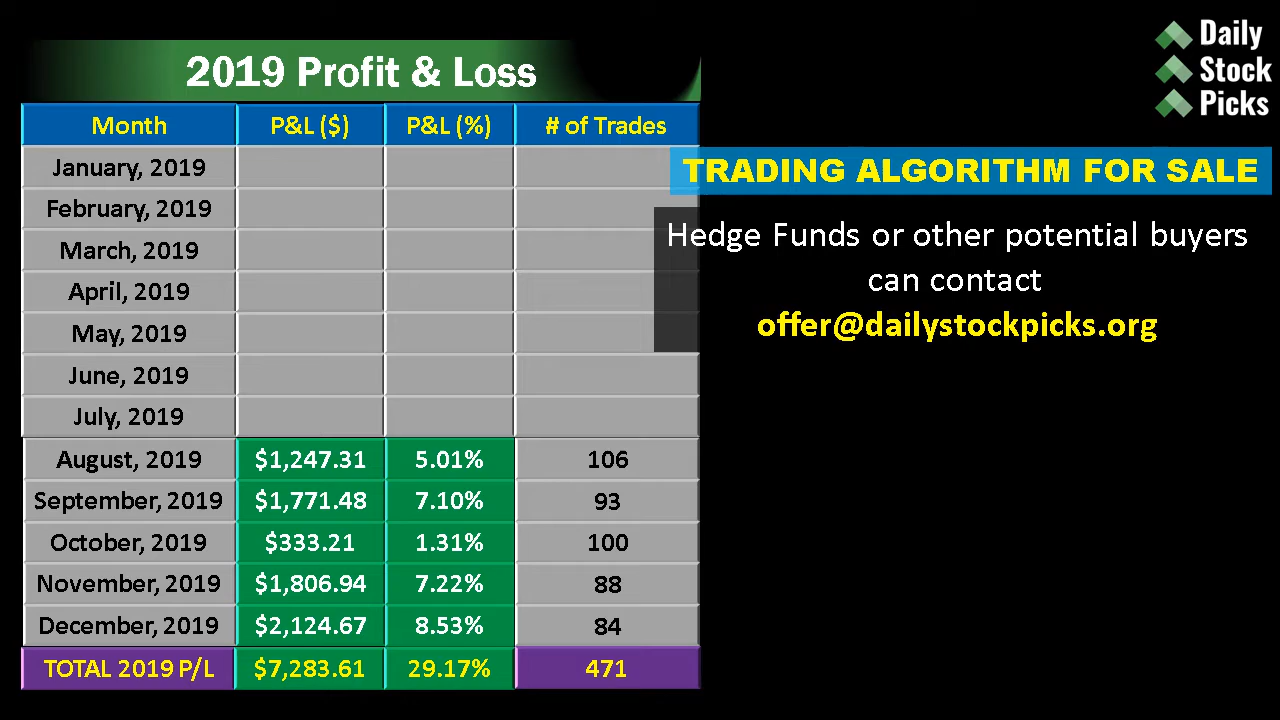 2019 Profit & Loss
Daily
Stock
Picks
Month P&L ($) P&L (%) # of Trades
January, 2019
February, 2019
March, 2019
April, 2019
May, 2019
June, 2019
July, 2019
August, 2019 $1,247.31 5.01% 106
September, 2019 $1,771.48 7.10% 93
October, 2019 $333.21 1.31% 100
November, 2019 $1,806.94 7.22% 88
December, 2019 $2,124.67 8.53% 84
TOTAL 2019 P/L $7,283.61 29.17% 471
TRADING ALGORITHM FOR SALE
Hedge Funds or other potential buyers
can contact
offer@dailystockpicks.org